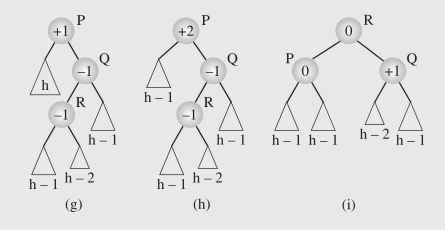 P P R
+1 +2 0
Q Q P Q
h −1 −1 0 +1
R h – 1 R
−1 −1
h – 1 h – 1 h – 1 h – 1 h – 2 h – 1
h – 1 h – 2 h – 1 h – 2
(g) (h) (i)